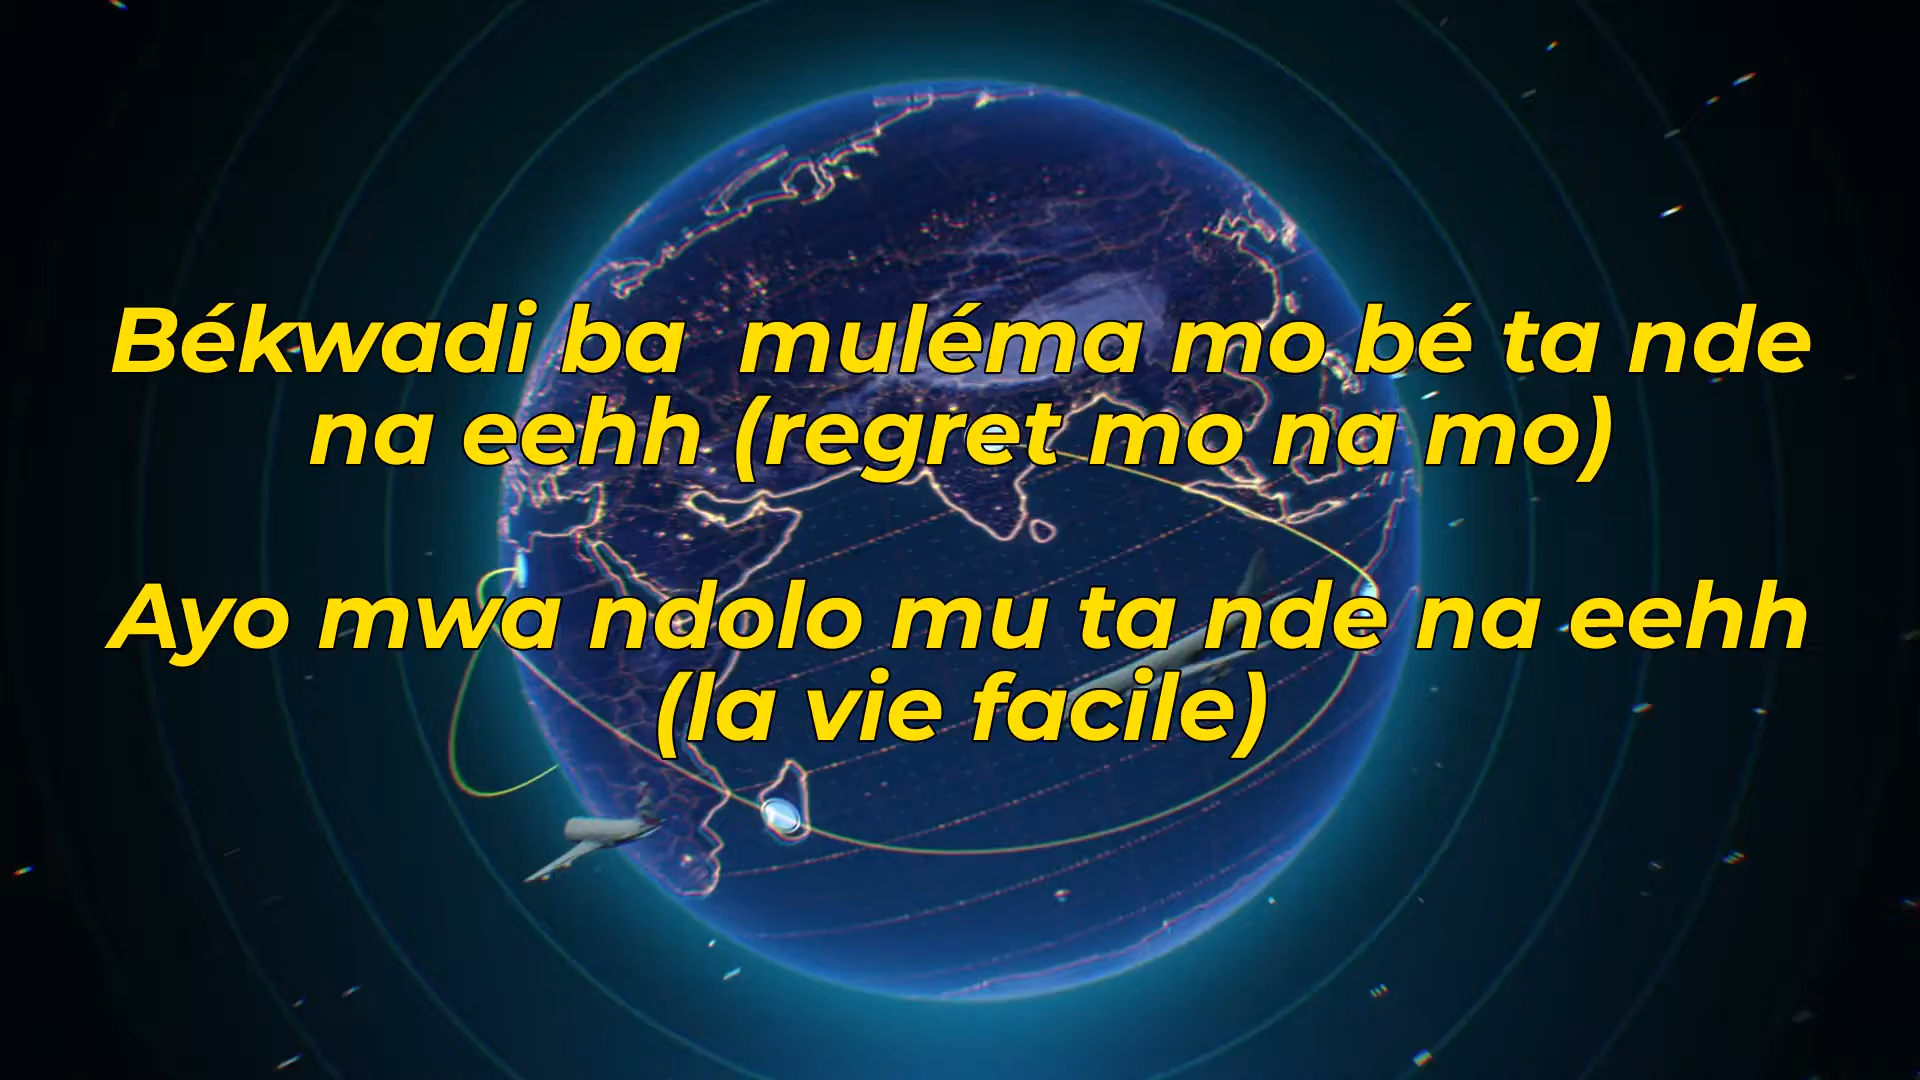 Békwadi ba muléma mo bé ta nde
na eehh (regret mo na mo)
Ayo mwa ndolo mu ta nde na eehh
(la vie facile)